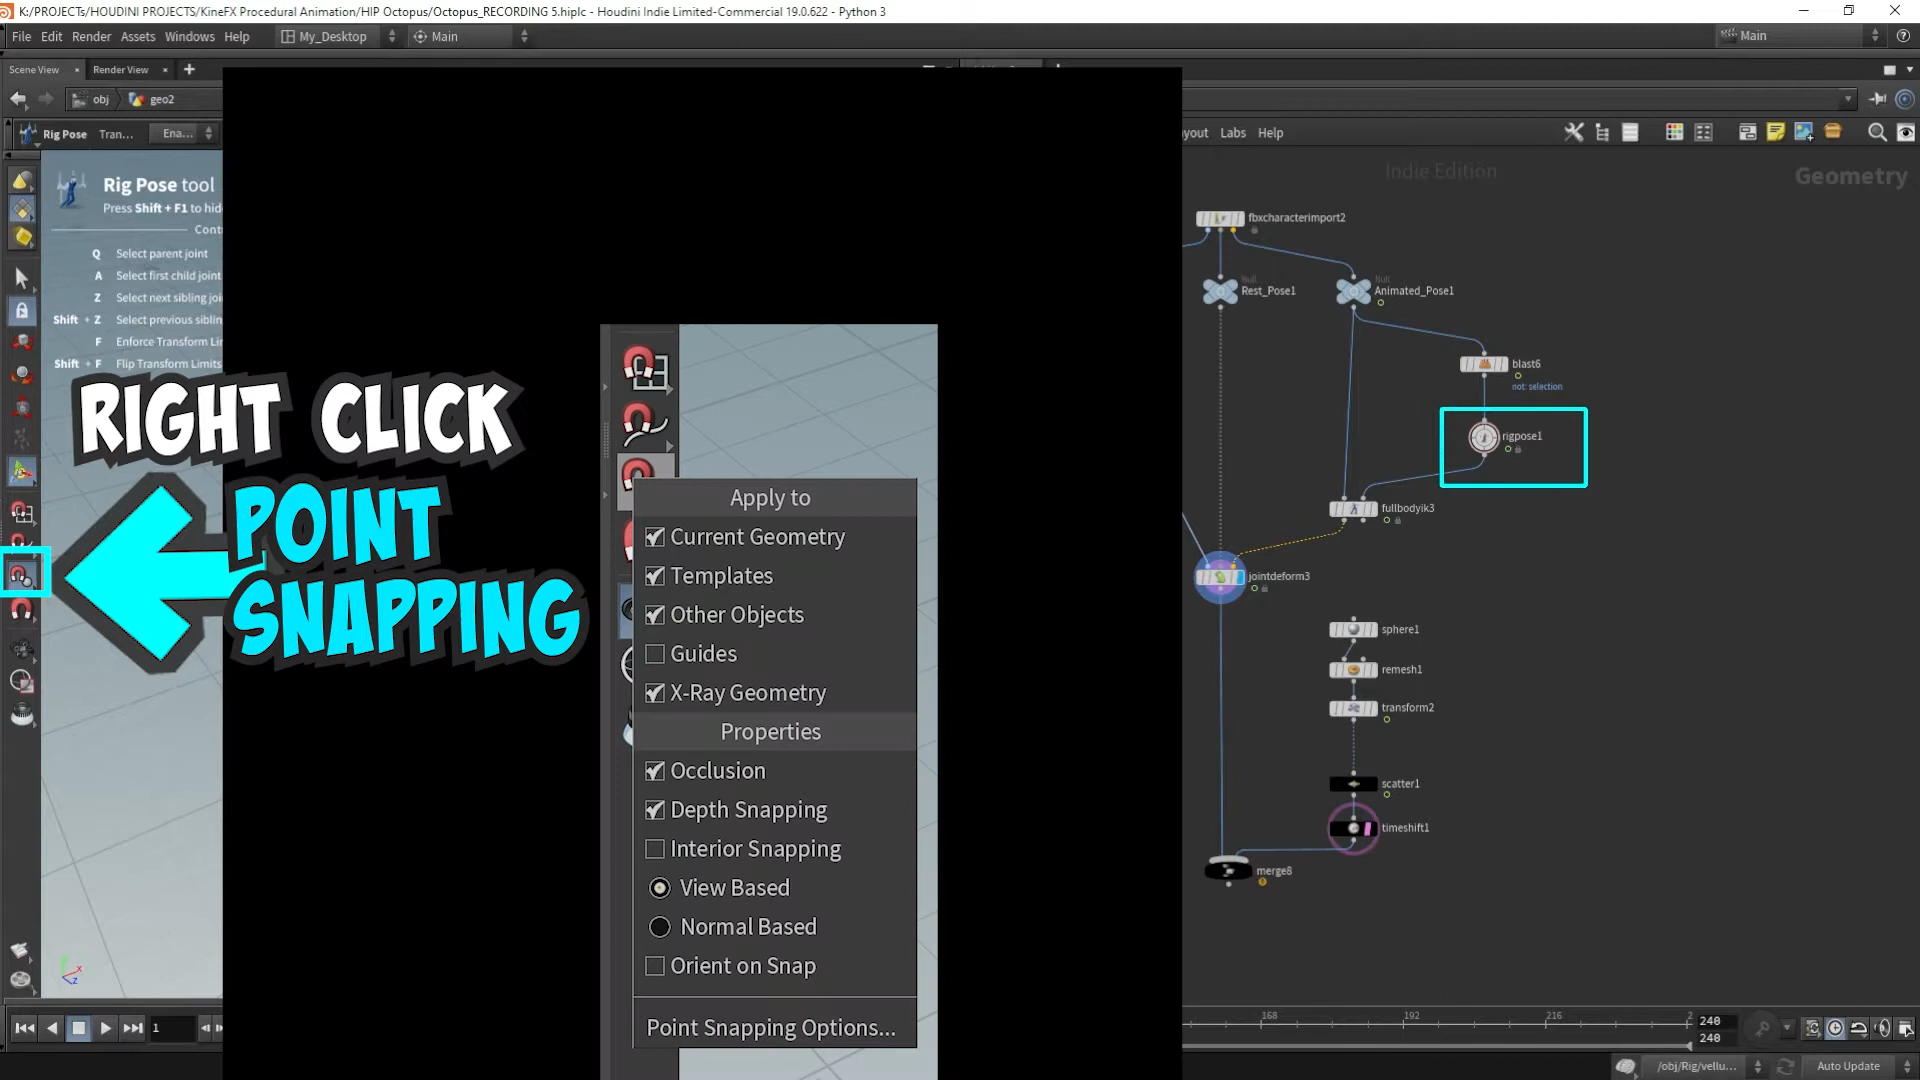 K:/PROJECTs/HOUDINI PROJECTS/KineFX Procedural Animation/HIP Octopus/Octopus_RECORDING 5.hiplc - Houdini Indie Limited-Commercial 19.0.622 - Python 3
File Edit Render Assets Windows Help My_Desktop Main Main
Scene View Render View
obj geo2
Rig Pose Tran... Ena...
yout Labs Help
Indie Edition
Geometry
Rig Pose tool
Press Shift + F1 to hid
Cont
Q Select parent joint
A Select first child joint
Z Select next sibling joi
Shift + Z Select previous siblin
F Enforce Transform Li
Shift + F Flip Transform Limits
RIGHT CLICK
POINT
SNAPPING
Apply to
Current Geometry
Templates
Other Objects
Guides
X-Ray Geometry
Properties
Occlusion
Depth Snapping
Interior Snapping
View Based
Normal Based
Orient on Snap
Point Snapping Options...
fbxcharacterimport2
Null
Rest_Pose1
Null
Animated_Pose1
blast6
not: selection
rigpose1
fullbodyik3
jointdeform3
sphere1
remesh1
transform2
scatter1
timeshift1
merge8
1
168 192 216 2
240
240
/obj/Rig/vellu... Auto Update